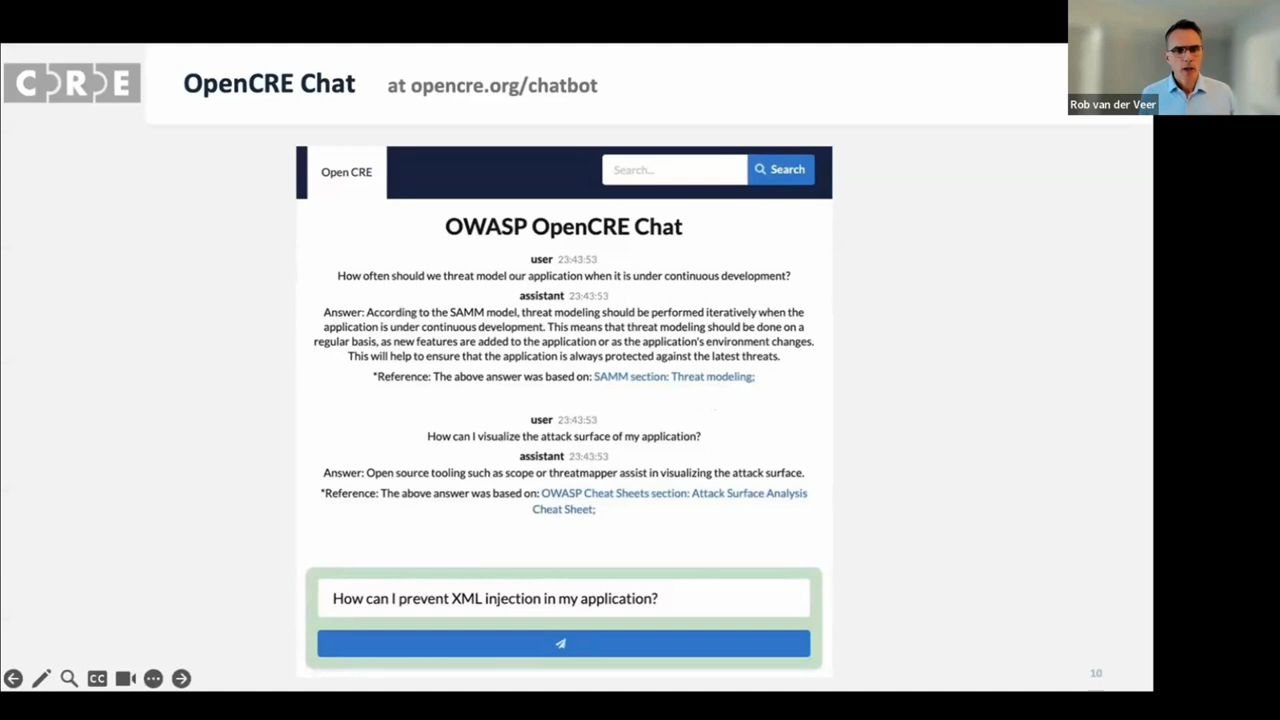 CRE
OpenCRE Chat at opencre.org/chatbot
Rob van der Veer
Open CRE
Search...
Search
OWASP OpenCRE Chat
user 23:43:53
How often should we threat model our application when it is under continuous development?
assistant 23:43:53
Answer: According to the SAMM model, threat modeling should be performed iteratively when the
application is under continuous development. This means that threat modeling should be done on a
regular basis, as new features are added to the application or as the application's environment changes.
This will help to ensure that the application is always protected against the latest threats.
*Reference: The above answer was based on: SAMM section: Threat modeling;
user 23:43:53
How can I visualize the attack surface of my application?
assistant 23:43:53
Answer: Open source tooling such as scope or threatmapper assist in visualizing the attack surface.
*Reference: The above answer was based on: OWASP Cheat Sheets section: Attack Surface Analysis
Cheat Sheet;
How can I prevent XML injection in my application?
CC
10